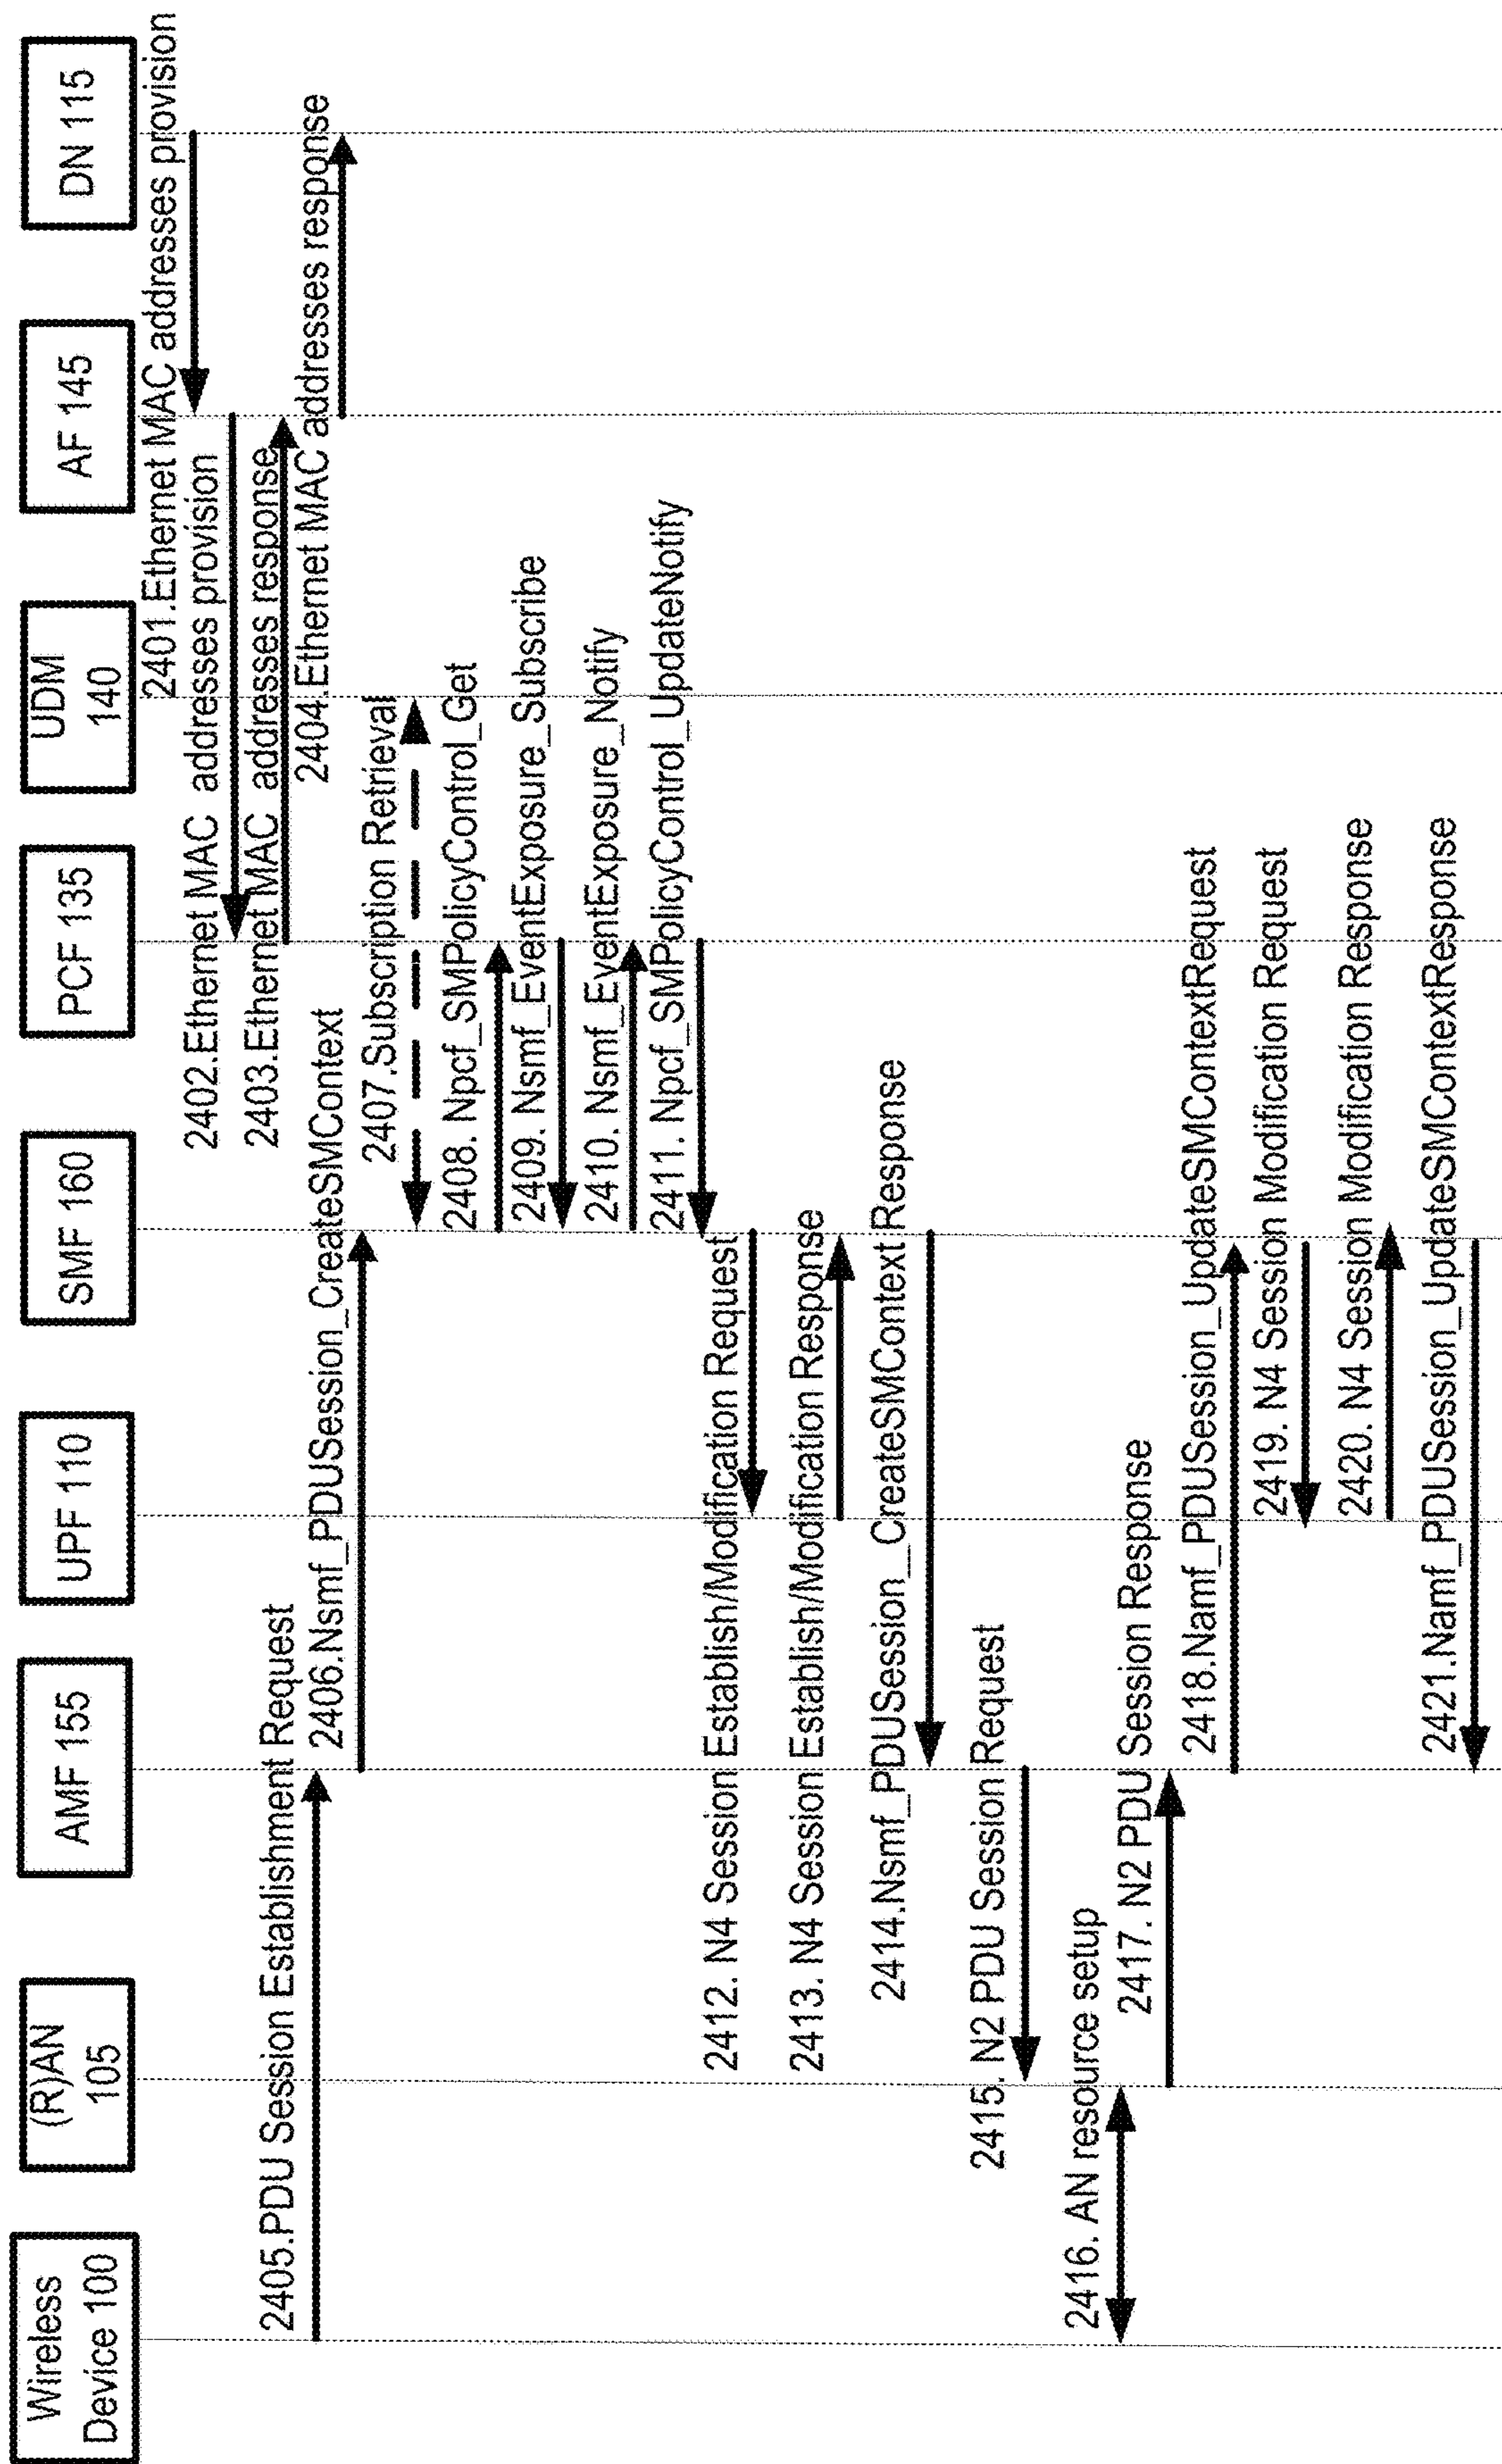 Wireless
Device 100
(R)AN
105
AMF 155
UPF 110
SMF 160
PCF 135
UDM
140
AF 145
DN 115
2401.Ethernet MAC addresses provision
2402.Ethernet MAC addresses provision
2403.Ethernet MAC addresses response
2404.Ethernet MAC addresses response
2405.PDU Session Establishment Request
2406.Nsmf_PDUSession_CreateSMContext
2407.Subscription Retrieval
2408. Npcf_SMPolicyControl_Get
2409. Nsmf_EventExposure_Subscribe
2410. Nsmf_EventExposure_Notify
2411. Npcf_SMPolicyControl_UpdateNotify
2412. N4 Session Establish/Modification Request
2413. N4 Session Establish/Modification Response
2414.Nsmf_PDUSession_CreateSMContext Response
2415. N2 PDU Session Request
2416. AN resource setup
2417. N2 PDU Session Response
2418.Namf_PDUSession_UpdateSMContextRequest
2419. N4 Session Modification Request
2420. N4 Session Modification Response
2421.Namf_PDUSession_UpdateSMContextResponse